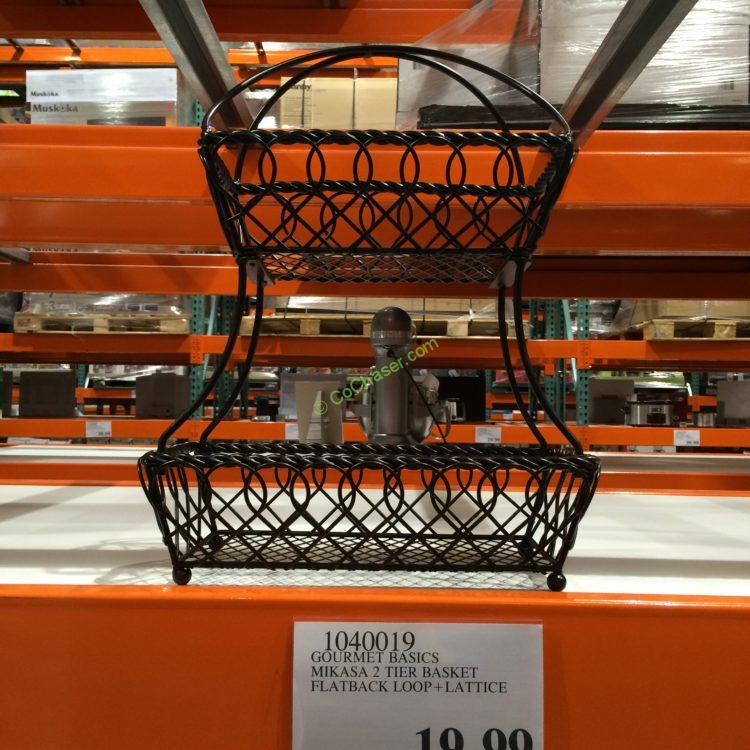 Muskoka
Muskoka
© CoChaser.com
1040019
GOURMET BASICS
MIKASA 2 TIER BASKET
FLATBACK LOOP+LATTICE
19.99